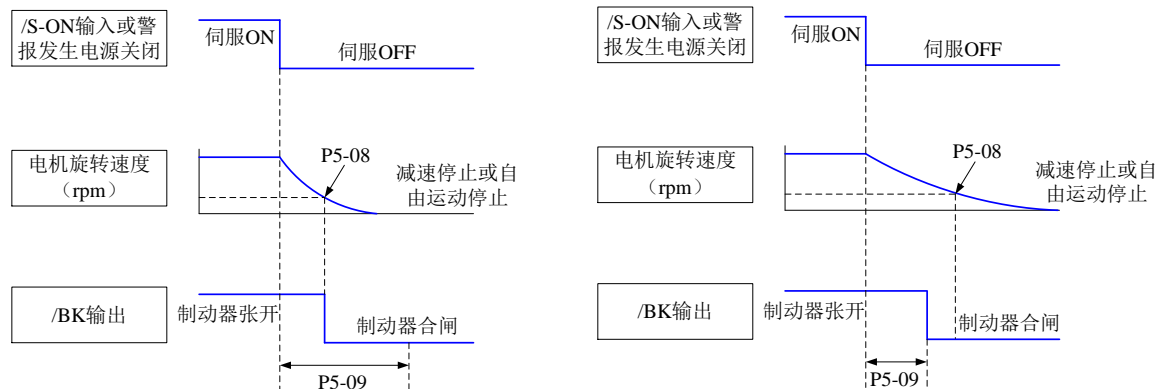 /S-ON输入或警
报发生电源关闭
伺服ON
伺服OFF
电机旋转速度
（rpm）
P5-08
减速停止或自
由运动停止
/BK输出
制动器张开
制动器合闸
P5-09
/S-ON输入或警
报发生电源关闭
伺服ON
伺服OFF
电机旋转速度
（rpm）
P5-08
减速停止或自
由运动停止
/BK输出
制动器张开
制动器合闸
P5-09